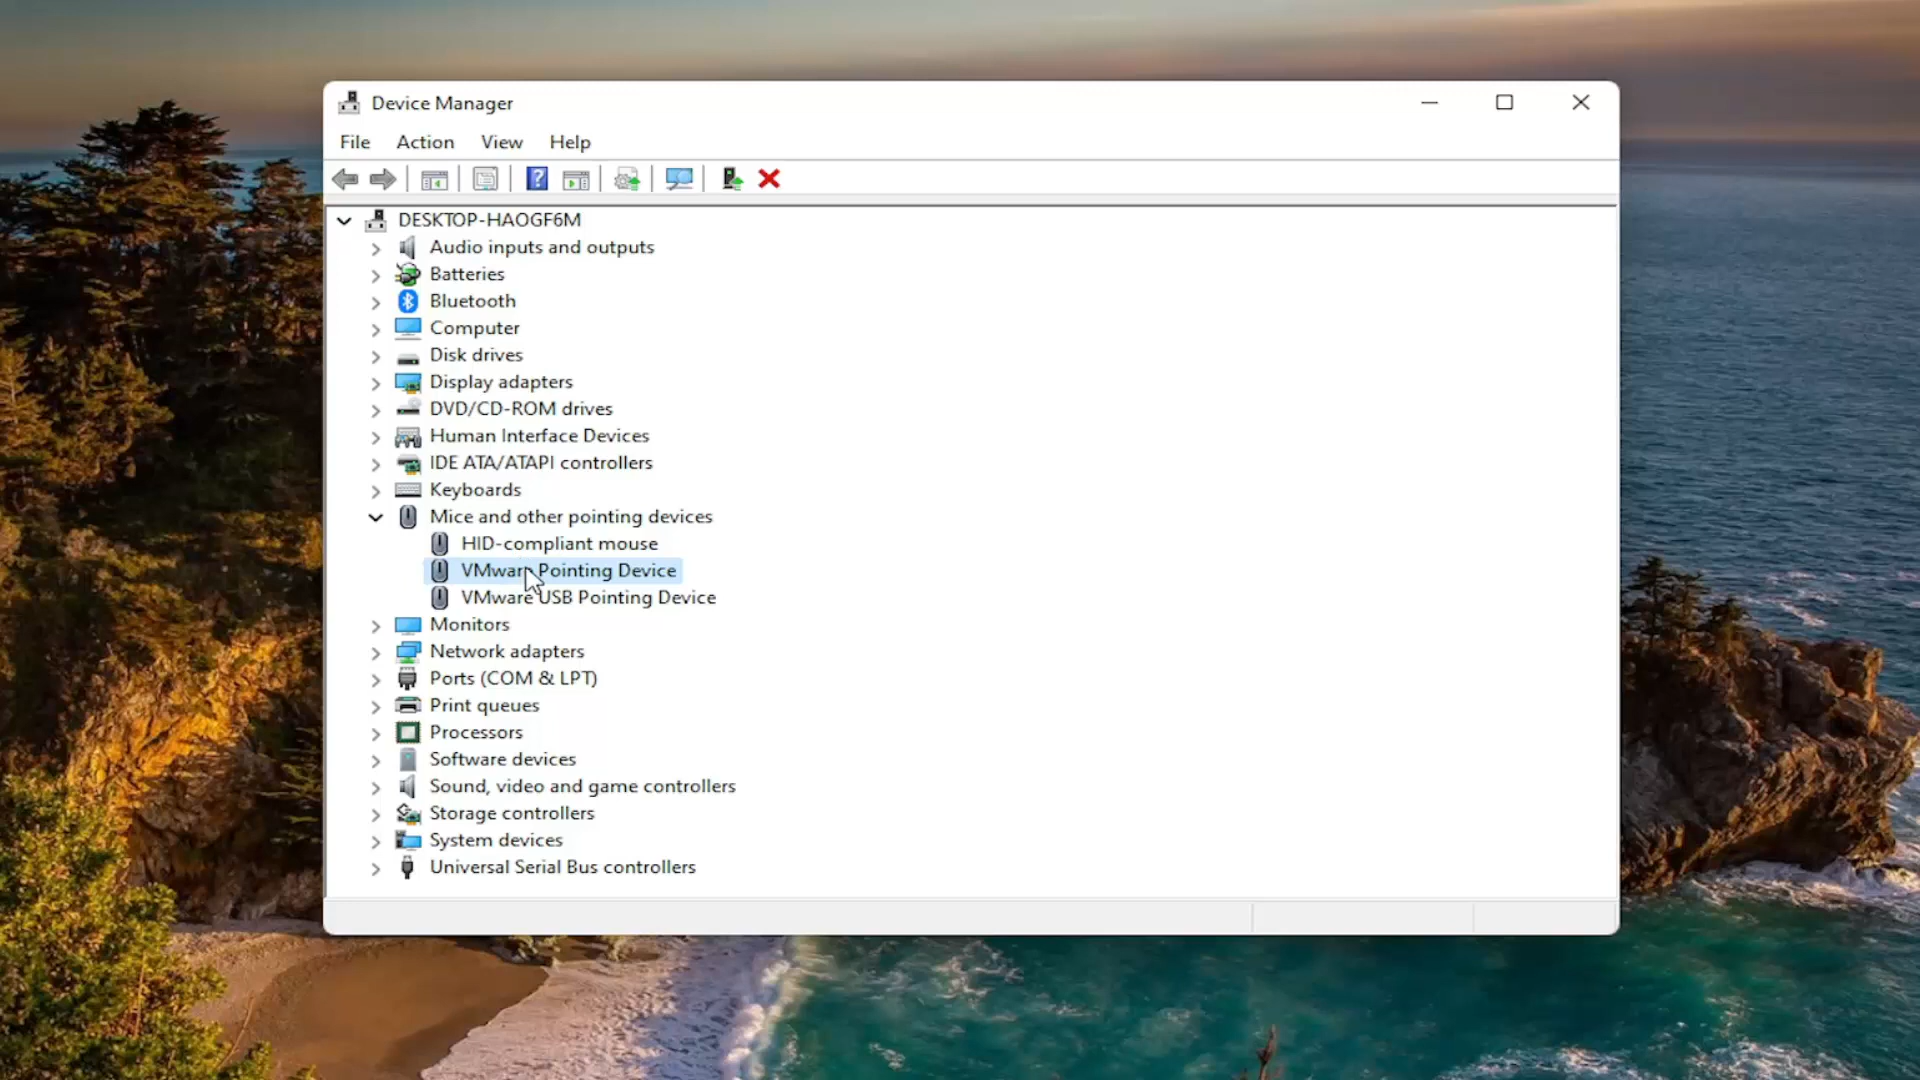 Device Manager
File Action View Help
DESKTOP-HAOGF6M
Audio inputs and outputs
Batteries
Bluetooth
Computer
Disk drives
Display adapters
DVD/CD-ROM drives
Human Interface Devices
IDE ATA/ATAPI controllers
Keyboards
Mice and other pointing devices
HID-compliant mouse
VMware Pointing Device
VMware USB Pointing Device
Monitors
Network adapters
Ports (COM & LPT)
Print queues
Processors
Software devices
Sound, video and game controllers
Storage controllers
System devices
Universal Serial Bus controllers